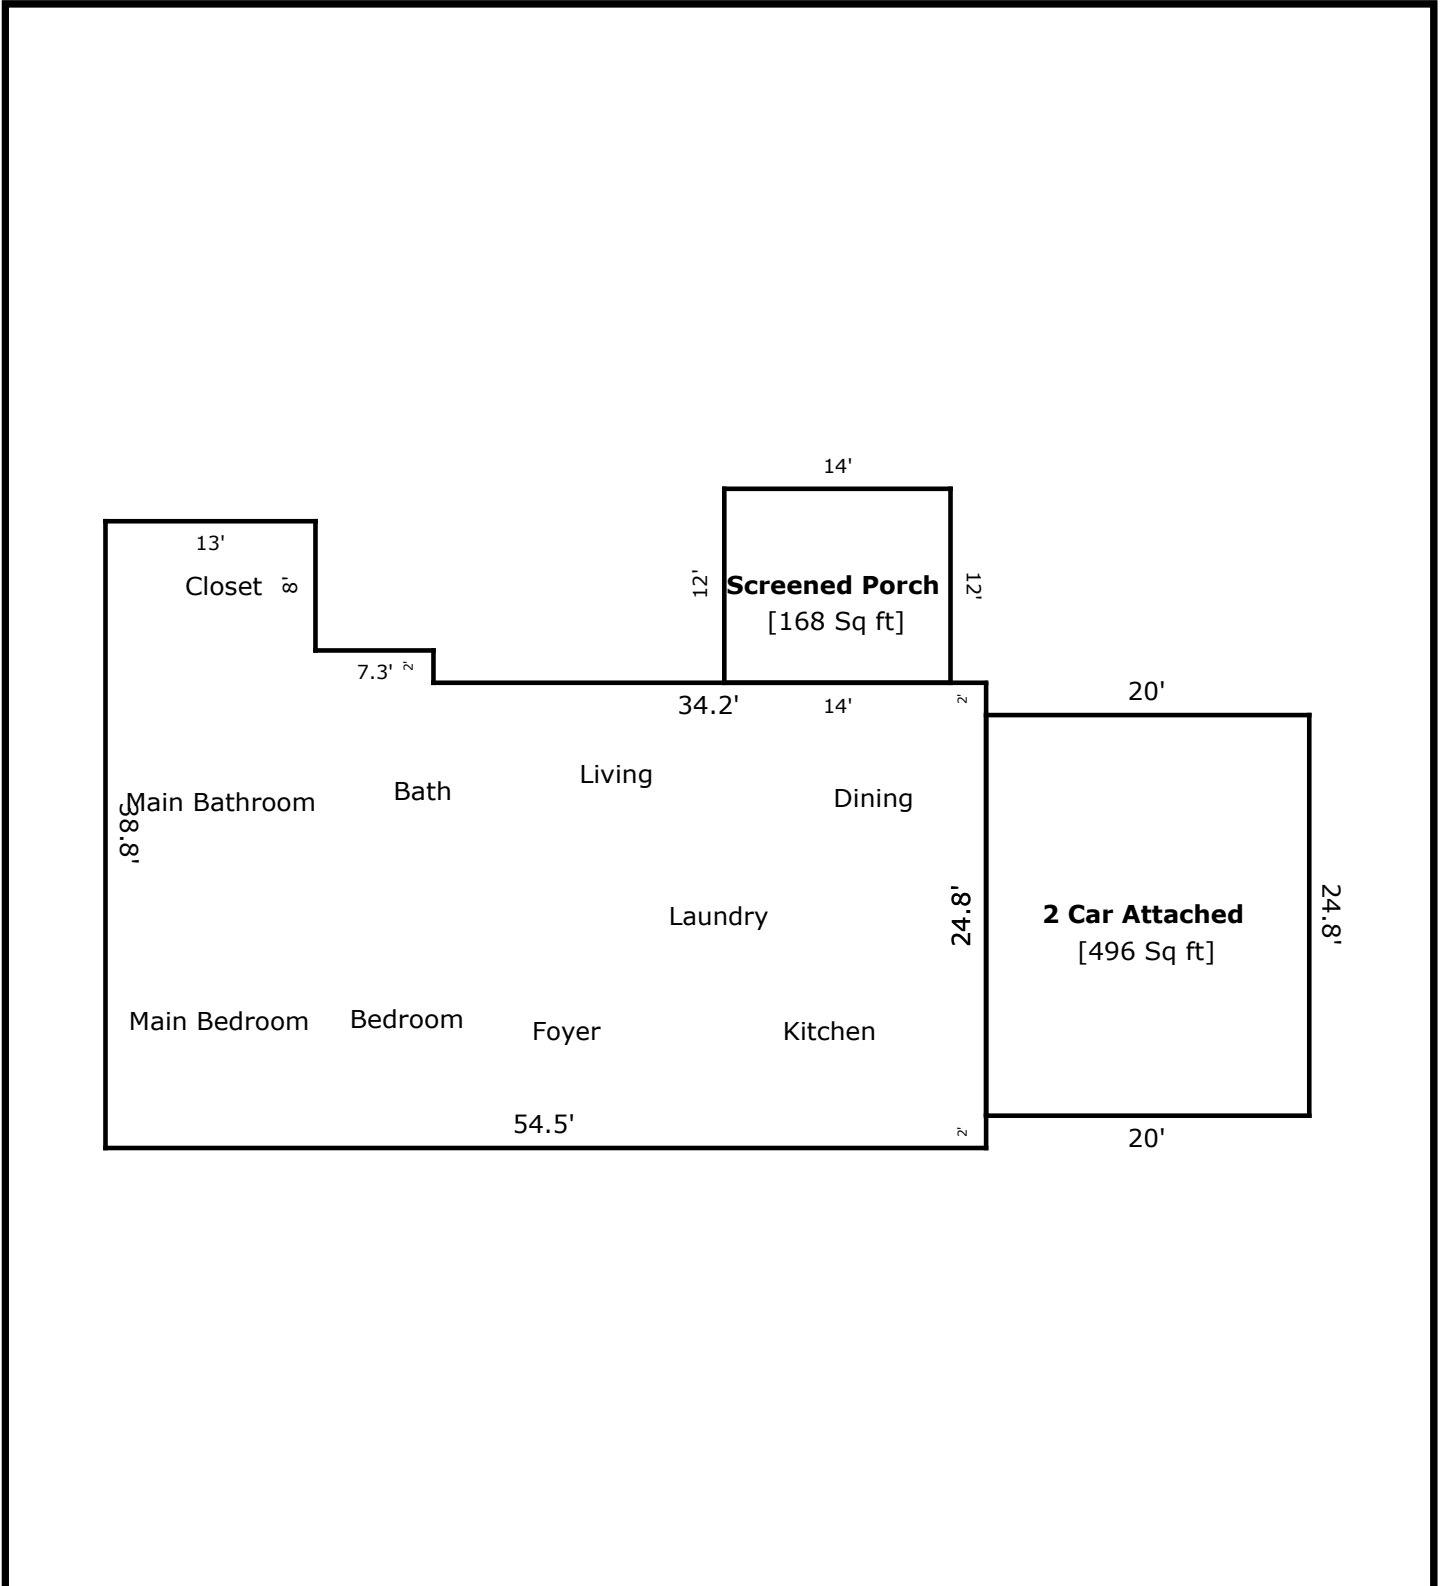 14'
13'
Closet
8'
12'
Screened Porch
[168 Sq ft]
12'
7.3'
2'
34.2'
14'
2'
20'
Living
Bath
Dining
Main Bathroom
38.8'
Laundry
24.8'
2 Car Attached
[496 Sq ft]
24.8'
Main Bedroom
Bedroom
Foyer
Kitchen
54.5'
2'
20'